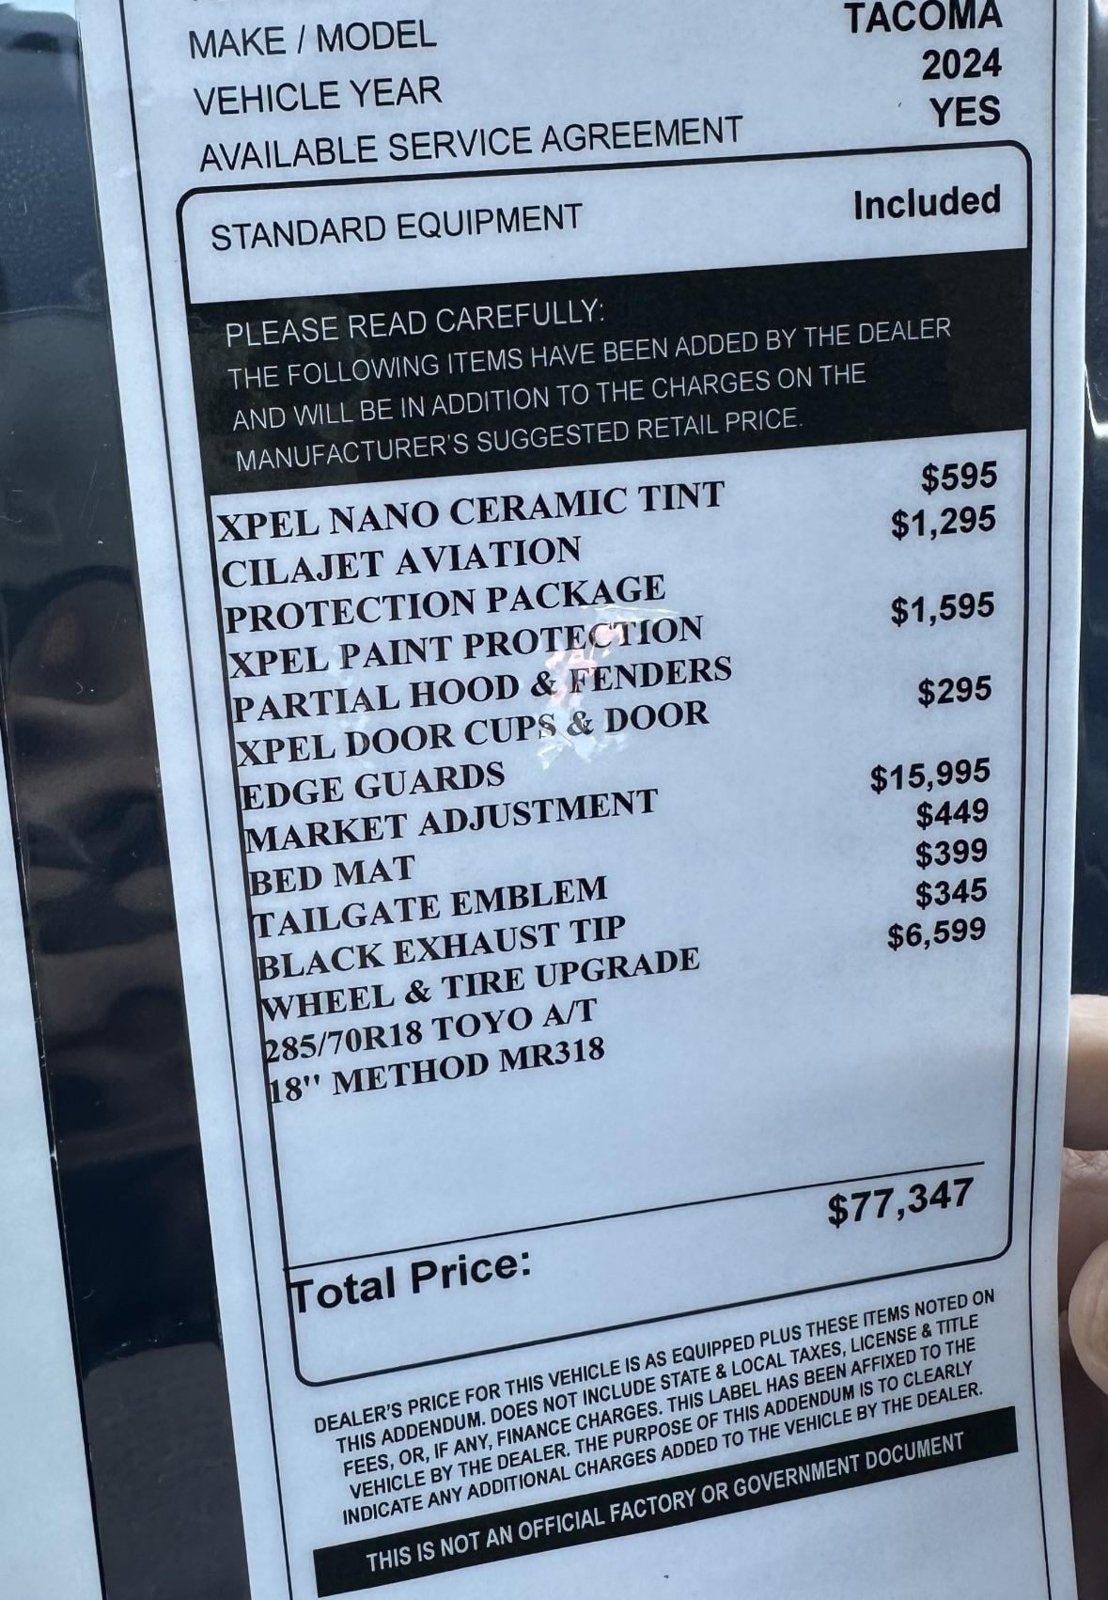 MAKE / MODEL TACOMA
VEHICLE YEAR 2024
AVAILABLE SERVICE AGREEMENT YES
STANDARD EQUIPMENT Included
PLEASE READ CAREFULLY:
THE FOLLOWING ITEMS HAVE BEEN ADDED BY THE DEALER
AND WILL BE IN ADDITION TO THE CHARGES ON THE
MANUFACTURER'S SUGGESTED RETAIL PRICE.
XPEL NANO CERAMIC TINT $595
CILAJET AVIATION $1,295
PROTECTION PACKAGE
XPEL PAINT PROTECTION $1,595
PARTIAL HOOD & FENDERS
XPEL DOOR CUPS & DOOR $295
EDGE GUARDS
MARKET ADJUSTMENT $15,995
BED MAT $449
TAILGATE EMBLEM $399
BLACK EXHAUST TIP $345
WHEEL & TIRE UPGRADE $6,599
285/70R18 TOYO A/T
18" METHOD MR318
Total Price: $77,347
DEALER'S PRICE FOR THIS VEHICLE IS AS EQUIPPED PLUS THESE ITEMS NOTED ON
THIS ADDENDUM. DOES NOT INCLUDE STATE & LOCAL TAXES, LICENSE & TITLE
FEES, OR, IF ANY, FINANCE CHARGES. THIS LABEL HAS BEEN AFFIXED TO THE
VEHICLE BY THE DEALER. THE PURPOSE OF THIS ADDENDUM IS TO CLEARLY
INDICATE ANY ADDITIONAL CHARGES ADDED TO THE VEHICLE BY THE DEALER.
THIS IS NOT AN OFFICIAL FACTORY OR GOVERNMENT DOCUMENT